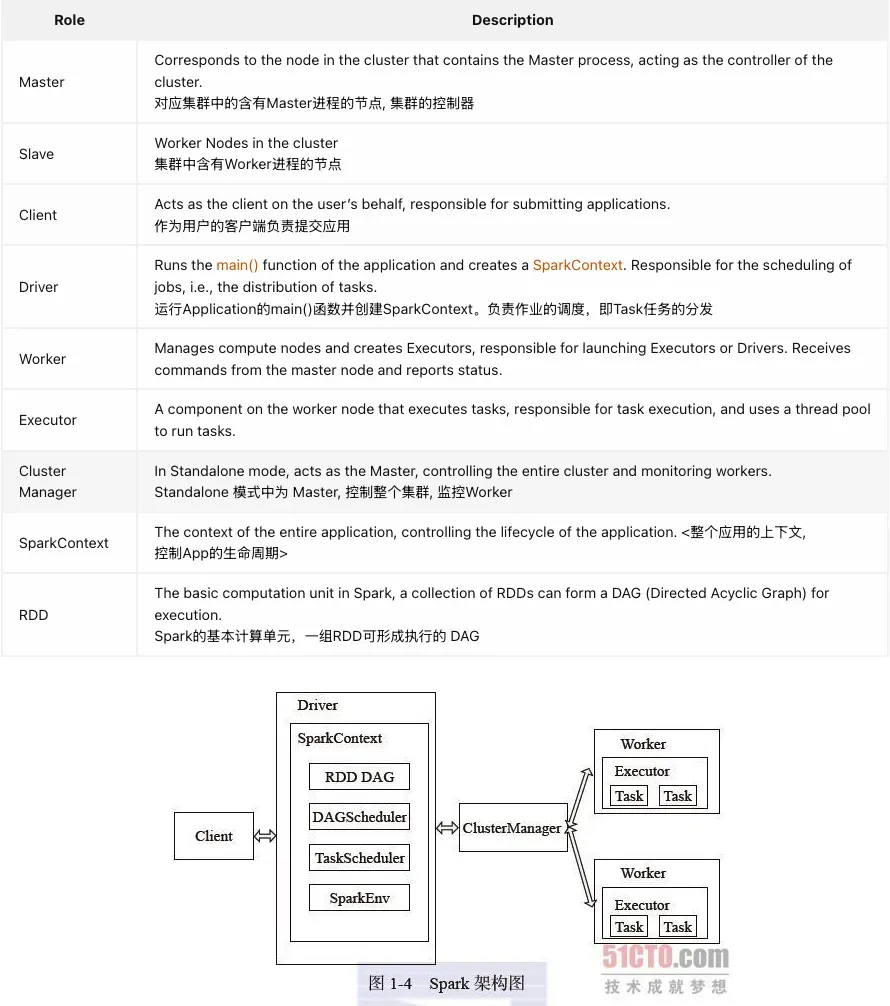 Role
Description
Master
Corresponds to the node in the cluster that contains the Master process, acting as the controller of the
cluster.
对应集群中的含有Master进程的节点, 集群的控制器
Slave
Worker Nodes in the cluster
集群中含有Worker进程的节点
Client
Acts as the client on the user’s behalf, responsible for submitting applications.
作为用户的客户端负责提交应用
Driver
Runs the main() function of the application and creates a SparkContext. Responsible for the scheduling of
jobs, i.e., the distribution of tasks.
运行Application的main()函数并创建SparkContext。负责作业的调度，即Task任务的分发
Worker
Manages compute nodes and creates Executors, responsible for launching Executors or Drivers. Receives
commands from the master node and reports status.
Executor
A component on the worker node that executes tasks, responsible for task execution, and uses a thread pool
to run tasks.
Cluster
Manager
In Standalone mode, acts as the Master, controlling the entire cluster and monitoring workers.
Standalone 模式中为 Master, 控制整个集群, 监控Worker
SparkContext
The context of the entire application, controlling the lifecycle of the application. <整个应用的上下文,
控制App的生命周期>
RDD
The basic computation unit in Spark, a collection of RDDs can form a DAG (Directed Acyclic Graph) for
execution.
Spark的基本计算单元，一组RDD可形成执行的 DAG
Driver
SparkContext
RDD DAG
DAGScheduler
TaskScheduler
SparkEnv
Client
ClusterManager
Worker
Executor
Task Task
Worker
Executor
Task Task
51CTO.com
技术成就梦想
图 1-4 Spark 架构图